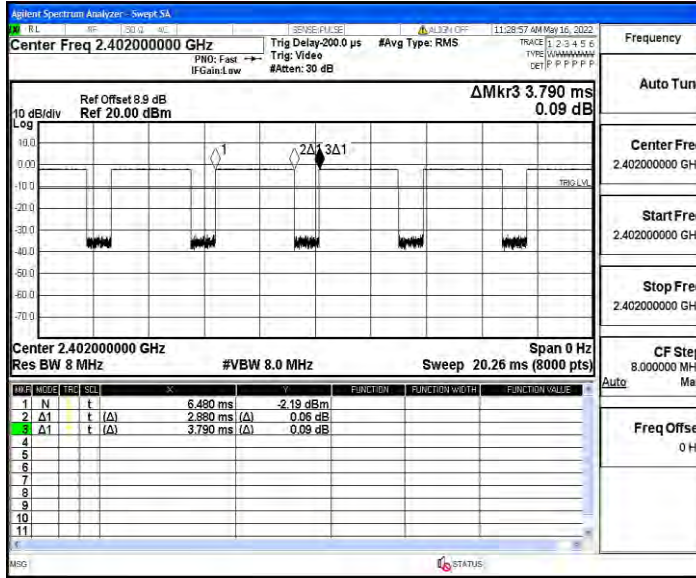 Agilent Spectrum Analyzer - Swept SA
RL RF 50 Ω AC SENSE:PULSE ALIGN OFF 11:28:57 AM May 16, 2022
Center Freq 2.402000000 GHz
PNO: Fast
IFGain:Low
Trig Delay-200.0 µs
Trig: Video
#Atten: 30 dB
#Avg Type: RMS
TRACE 1 2 3 4 5 6
TYPE WWWWWW
DET P P P P P P
Ref Offset 8.9 dB
10 dB/div Ref 20.00 dBm
Log
ΔMkr3 3.790 ms
0.09 dB
10.0
0.00
-10.0
-20.0
-30.0
-40.0
-50.0
-60.0
-70.0
1
2Δ1
3Δ1
TRIG LVL
Center 2.402000000 GHz Span 0 Hz
Res BW 8 MHz #VBW 8.0 MHz Sweep 20.26 ms (8000 pts)
MKR MODE TRC SCL X Y FUNCTION FUNCTION WIDTH FUNCTION VALUE
1 N t 6.480 ms -2.19 dBm
2 Δ1 t (Δ) 2.880 ms (Δ) 0.06 dB
3 Δ1 t (Δ) 3.790 ms (Δ) 0.09 dB
4
5
6
7
8
9
10
11
MSG STATUS
Frequency
Auto Tun
Center Fre
2.402000000 GH
Start Fre
2.402000000 GH
Stop Fre
2.402000000 GH
CF Ste
8.000000 MH
Auto Ma
Freq Offse
0 H